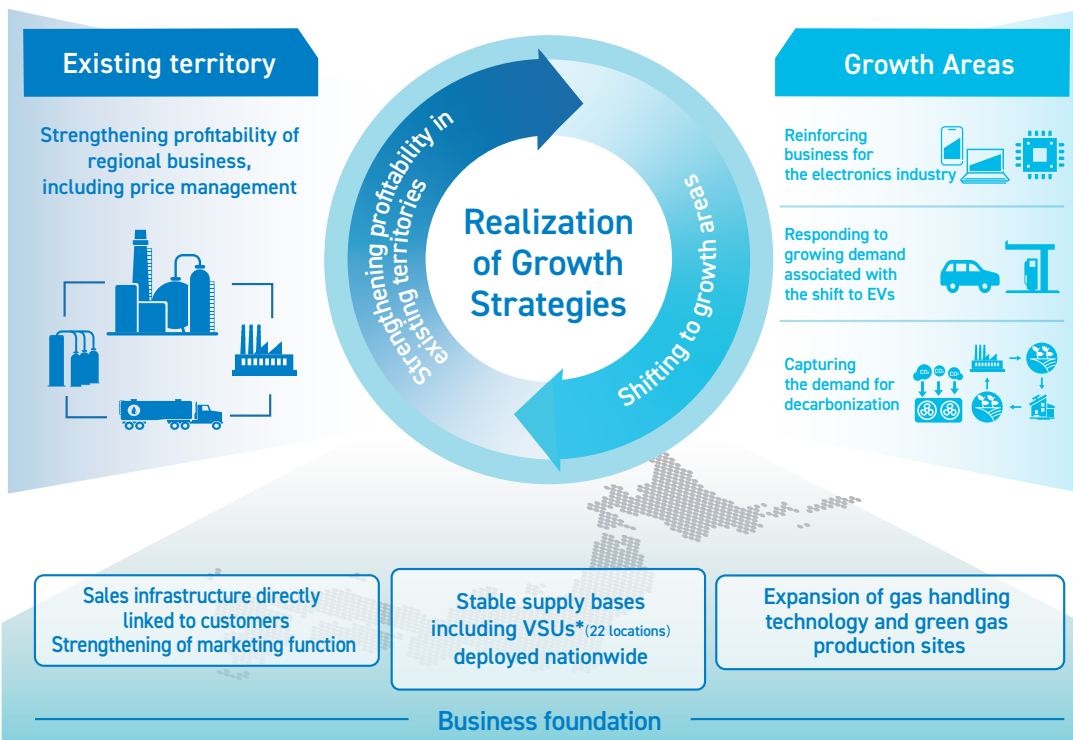 Existing territory
Strengthening profitability of
regional business,
including price management
Strengthening profitability in
existing territories
Realization
of Growth
Strategies
Shifting to growth areas
Growth Areas
Reinforcing
business for
the electronics industry
Responding to
growing demand
associated with
the shift to EVs
Capturing
the demand for
decarbonization
CO₂ CO₂ CO₂
Sales infrastructure directly
linked to customers
Strengthening of marketing function
Stable supply bases
including VSUs*(22 locations)
deployed nationwide
Expansion of gas handling
technology and green gas
production sites
Business foundation